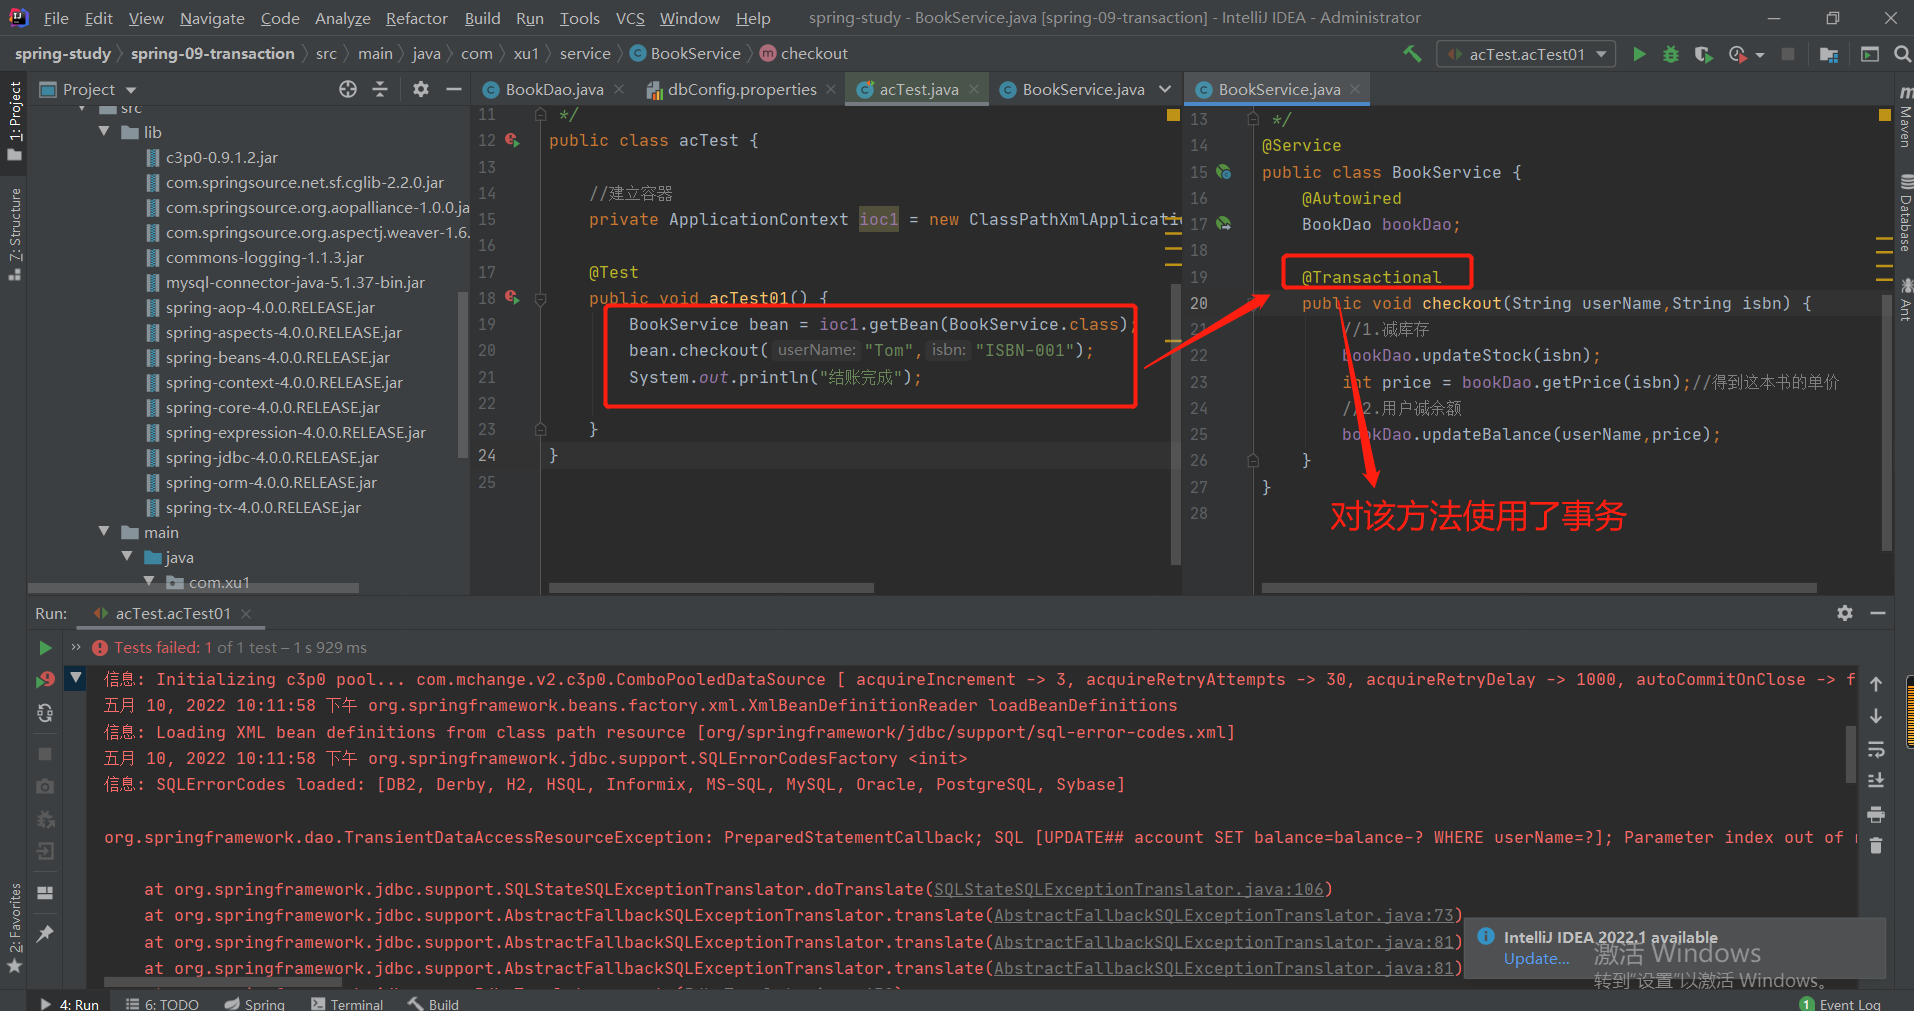 File Edit View Navigate Code Analyze Refactor Build Run Tools VCS Window Help spring-study - BookService.java [spring-09-transaction] - IntelliJ IDEA - Administrator
spring-study spring-09-transaction src main java com xu1 service BookService checkout acTest.acTest01
Project
BookDao.java dbConfig.properties acTest.java BookService.java BookService.java
1: Project
7: Structure
2: Favorites
src
lib
c3p0-0.9.1.2.jar
com.springsource.net.sf.cglib-2.2.0.jar
com.springsource.org.aopalliance-1.0.0.ja
com.springsource.org.aspectj.weaver-1.6.
commons-logging-1.1.3.jar
mysql-connector-java-5.1.37-bin.jar
spring-aop-4.0.0.RELEASE.jar
spring-aspects-4.0.0.RELEASE.jar
spring-beans-4.0.0.RELEASE.jar
spring-context-4.0.0.RELEASE.jar
spring-core-4.0.0.RELEASE.jar
spring-expression-4.0.0.RELEASE.jar
spring-jdbc-4.0.0.RELEASE.jar
spring-orm-4.0.0.RELEASE.jar
spring-tx-4.0.0.RELEASE.jar
main
java
com.xu1
11 */
12 public class acTest {
13
14 //建立容器
15 private ApplicationContext ioc1 = new ClassPathXmlApplicati
16
17 @Test
18 public void acTest01() {
19 BookService bean = ioc1.getBean(BookService.class);
20 bean.checkout( userName: "Tom", isbn: "ISBN-001");
21 System.out.println("结账完成");
22
23 }
24 }
25
13 */
14 @Service
15 public class BookService {
16 @Autowired
17 BookDao bookDao;
18
19 @Transactional
20 public void checkout(String userName,String isbn) {
21 //1.减库存
22 bookDao.updateStock(isbn);
23 int price = bookDao.getPrice(isbn);//得到这本书的单价
24 //2.用户减余额
25 bookDao.updateBalance(userName,price);
26 }
27 }
28
对该方法使用了事务
Maven
Database
Ant
Run: acTest.acTest01
Tests failed: 1 of 1 test – 1 s 929 ms
信息: Initializing c3p0 pool... com.mchange.v2.c3p0.ComboPooledDataSource [ acquireIncrement -> 3, acquireRetryAttempts -> 30, acquireRetryDelay -> 1000, autoCommitOnClose -> f
五月 10, 2022 10:11:58 下午 org.springframework.beans.factory.xml.XmlBeanDefinitionReader loadBeanDefinitions
信息: Loading XML bean definitions from class path resource [org/springframework/jdbc/support/sql-error-codes.xml]
五月 10, 2022 10:11:58 下午 org.springframework.jdbc.support.SQLErrorCodesFactory <init>
信息: SQLErrorCodes loaded: [DB2, Derby, H2, HSQL, Informix, MS-SQL, MySQL, Oracle, PostgreSQL, Sybase]
org.springframework.dao.TransientDataAccessResourceException: PreparedStatementCallback; SQL [UPDATE## account SET balance=balance-? WHERE userName=?]; Parameter index out of r
at org.springframework.jdbc.support.SQLStateSQLExceptionTranslator.doTranslate(SQLStateSQLExceptionTranslator.java:106)
at org.springframework.jdbc.support.AbstractFallbackSQLExceptionTranslator.translate(AbstractFallbackSQLExceptionTranslator.java:73)
at org.springframework.jdbc.support.AbstractFallbackSQLExceptionTranslator.translate(AbstractFallbackSQLExceptionTranslator.java:81)
at org.springframework.jdbc.support.AbstractFallbackSQLExceptionTranslator.translate(AbstractFallbackSQLExceptionTranslator.java:81)
IntelliJ IDEA 2022.1 available
Update...
激活 Windows
转到“设置”以激活 Windows。
4: Run 6: TODO Spring Terminal Build 1 Event Log